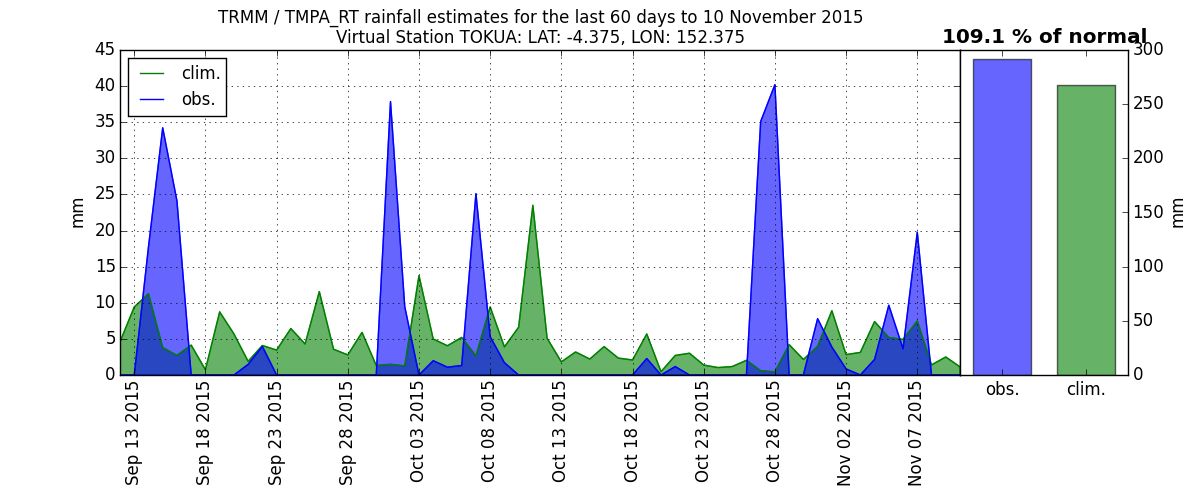 TRMM / TMPA_RT rainfall estimates for the last 60 days to 10 November 2015
Virtual Station TOKUA: LAT: -4.375, LON: 152.375
109.1 % of normal
clim.
obs.
45
40
35
30
25
20
15
10
5
0
mm
Sep 13 2015
Sep 18 2015
Sep 23 2015
Sep 28 2015
Oct 03 2015
Oct 08 2015
Oct 13 2015
Oct 18 2015
Oct 23 2015
Oct 28 2015
Nov 02 2015
Nov 07 2015
obs.
clim.
300
250
200
150
100
50
0
mm